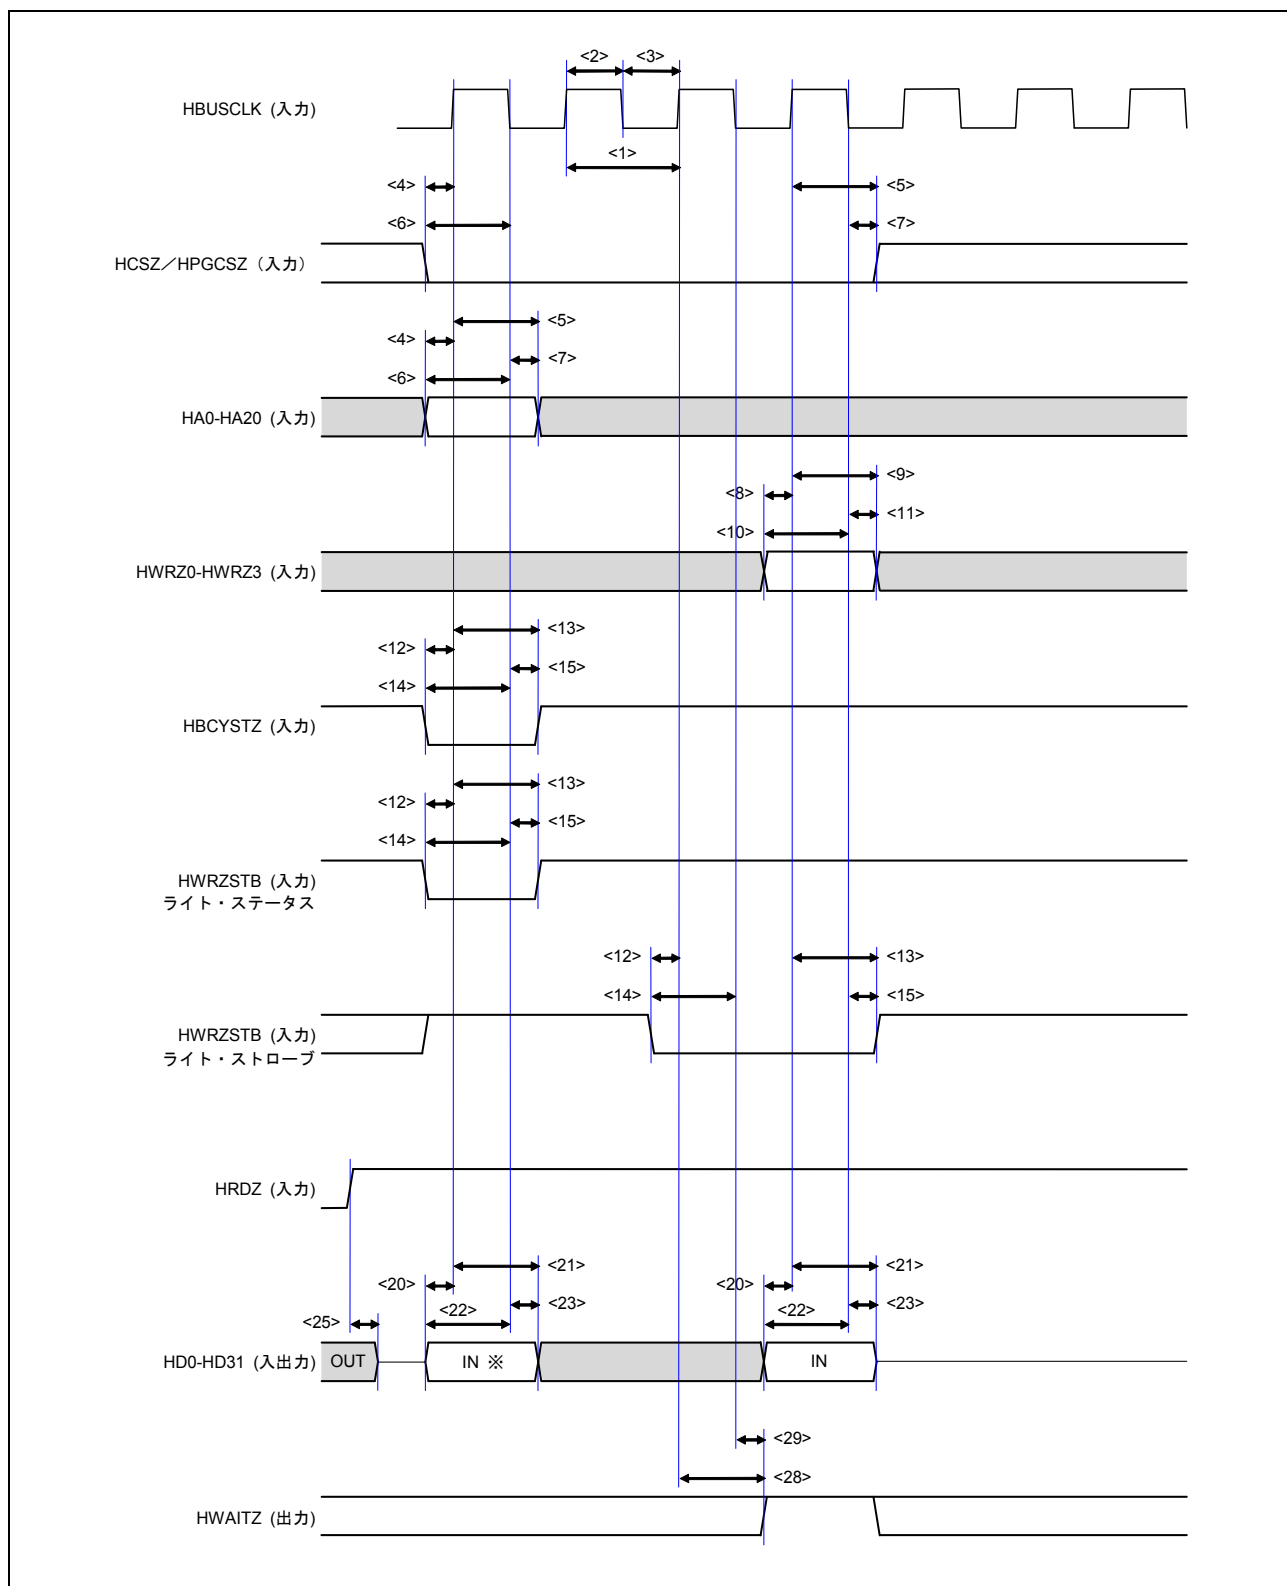 <2> <3>
HBUSCLK (入力)
<1>
<4> <5>
<6> <7>
HCSZ／HPGCSZ（入力）
<5>
<4>
<7>
<6>
HA0-HA20 (入力)
<9>
<8>
<11>
<10>
HWRZ0-HWRZ3 (入力)
<13>
<12>
<15>
<14>
HBCYSTZ (入力)
<13>
<12>
<15>
<14>
HWRZSTB (入力)
ライト・ステータス
<12> <13>
<14> <15>
HWRZSTB (入力)
ライト・ストローブ
HRDZ (入力)
<21> <21>
<20> <20>
<23> <23>
<25> <22> <22>
HD0-HD31 (入出力) OUT IN ※ IN
<29>
<28>
HWAITZ (出力)